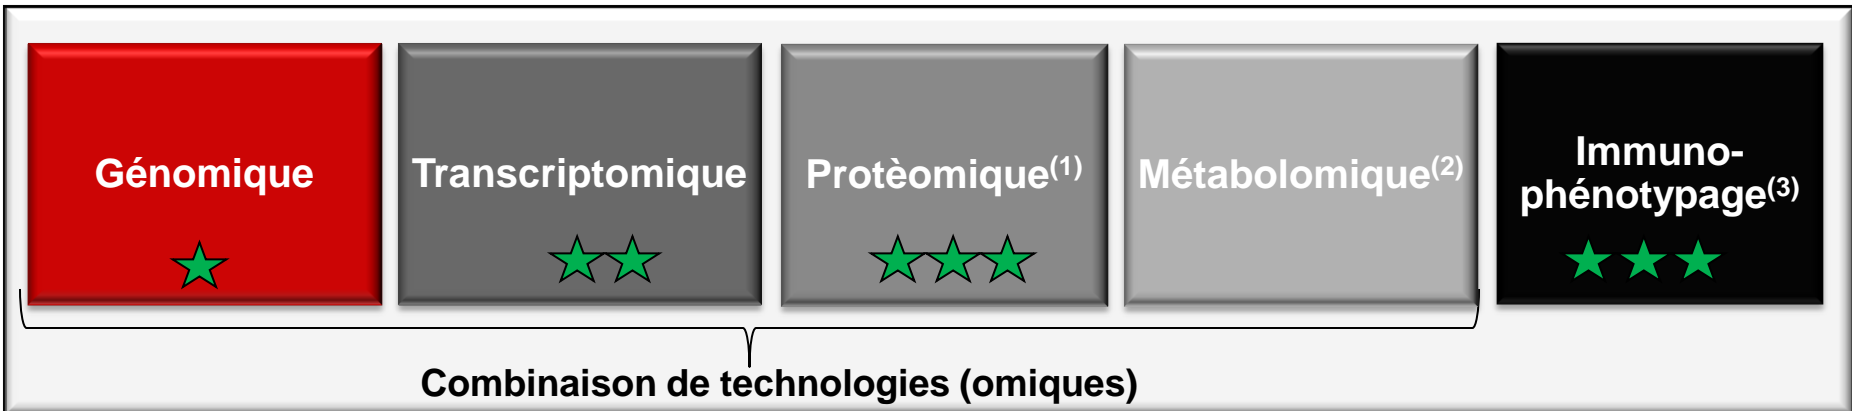 Génomique
Transcriptomique
Protèomique(1)
Métabolomique(2)
Immuno-
phénotypage(3)
Combinaison de technologies (omiques)